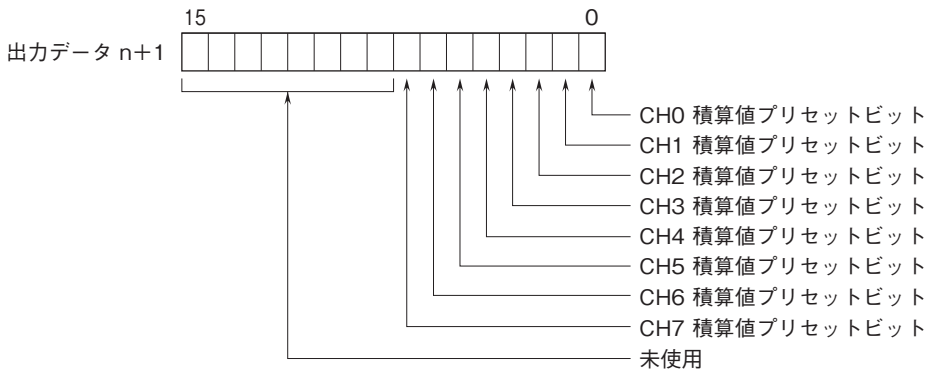 15 0
出力データ n+1
CH0 積算値プリセットビット
CH1 積算値プリセットビット
CH2 積算値プリセットビット
CH3 積算値プリセットビット
CH4 積算値プリセットビット
CH5 積算値プリセットビット
CH6 積算値プリセットビット
CH7 積算値プリセットビット
未使用